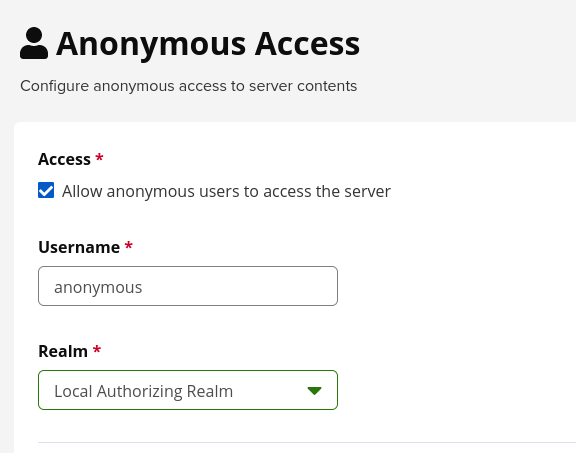 Anonymous Access
Configure anonymous access to server contents
Access *
Allow anonymous users to access the server
Username *
anonymous
Realm *
Local Authorizing Realm